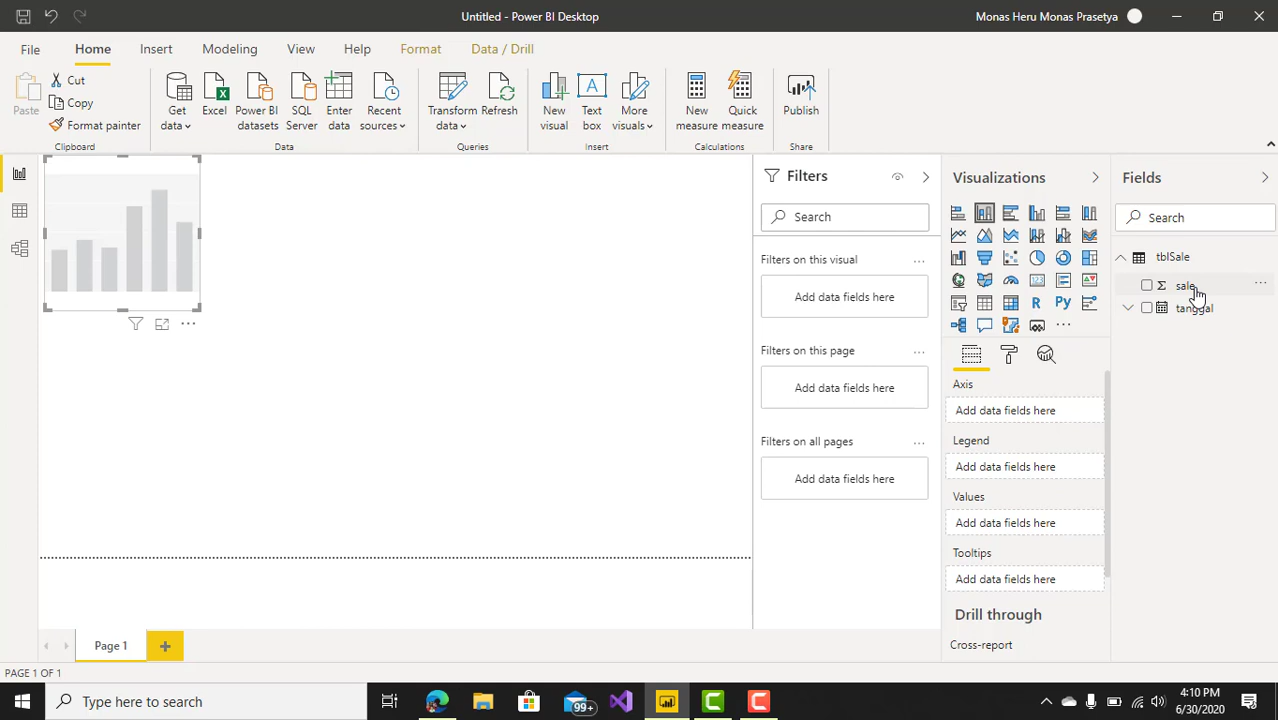 Untitled - Power BI Desktop
Monas Heru Monas Prasetya
File
Home
Insert
Modeling
View
Help
Format
Data / Drill
Paste
Cut
Copy
Format painter
Clipboard
Get data
Excel
Power BI datasets
SQL Server
Enter data
Recent sources
Data
Transform data
Refresh
Queries
New visual
Text box
More visuals
Insert
New measure
Quick measure
Calculations
Publish
Share
Filters
Search
Filters on this visual
...
Add data fields here
Filters on this page
...
Add data fields here
Filters on all pages
...
Add data fields here
Visualizations
R
Py
Axis
Add data fields here
Legend
Add data fields here
Values
Add data fields here
Tooltips
Add data fields here
Drill through
Cross-report
Fields
Search
tblSale
Σ sale
tanggal
Page 1
PAGE 1 OF 1
Type here to search
99+
4:10 PM
6/30/2020